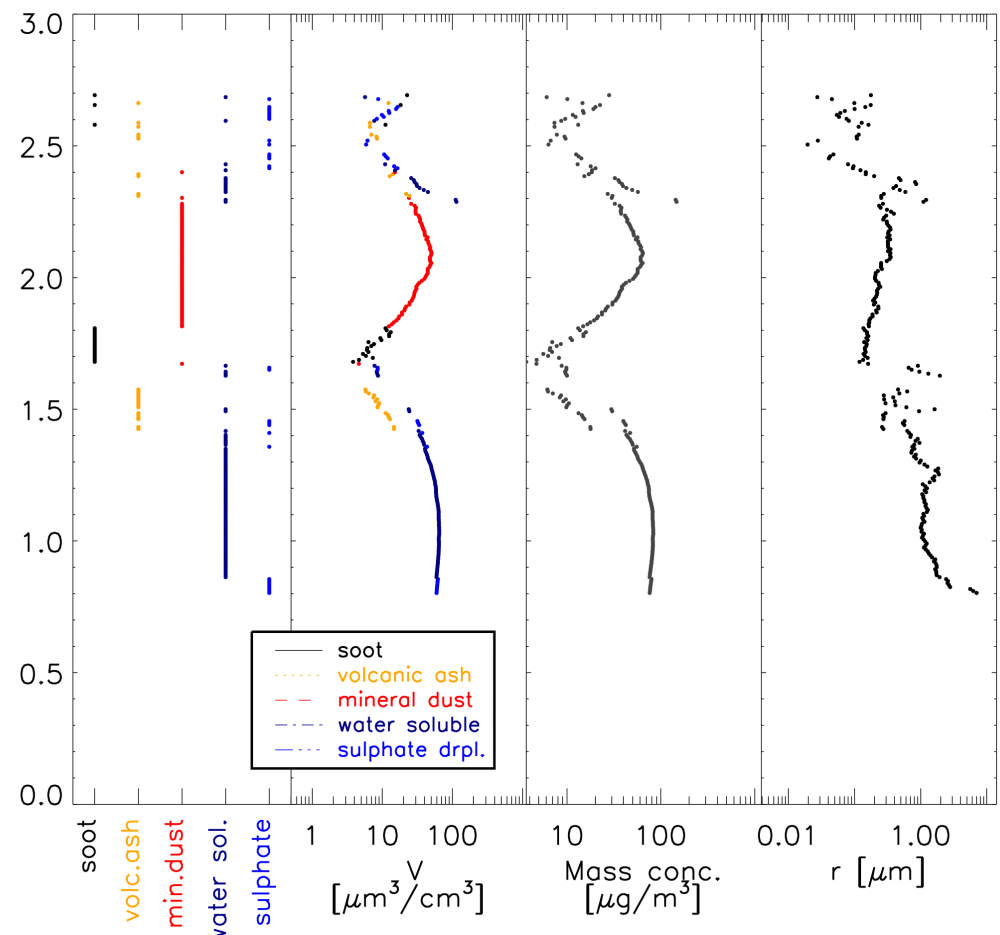 3.0
2.5
2.0
1.5
1.0
0.5
0.0
soot
volcanic ash
mineral dust
water soluble
sulphate drpl.
soot
volc.ash
min.dust
water sol.
sulphate
1 10 100
V
[μm³/cm³]
10 100
Mass conc.
[μg/m³]
0.01 1.00
r [μm]